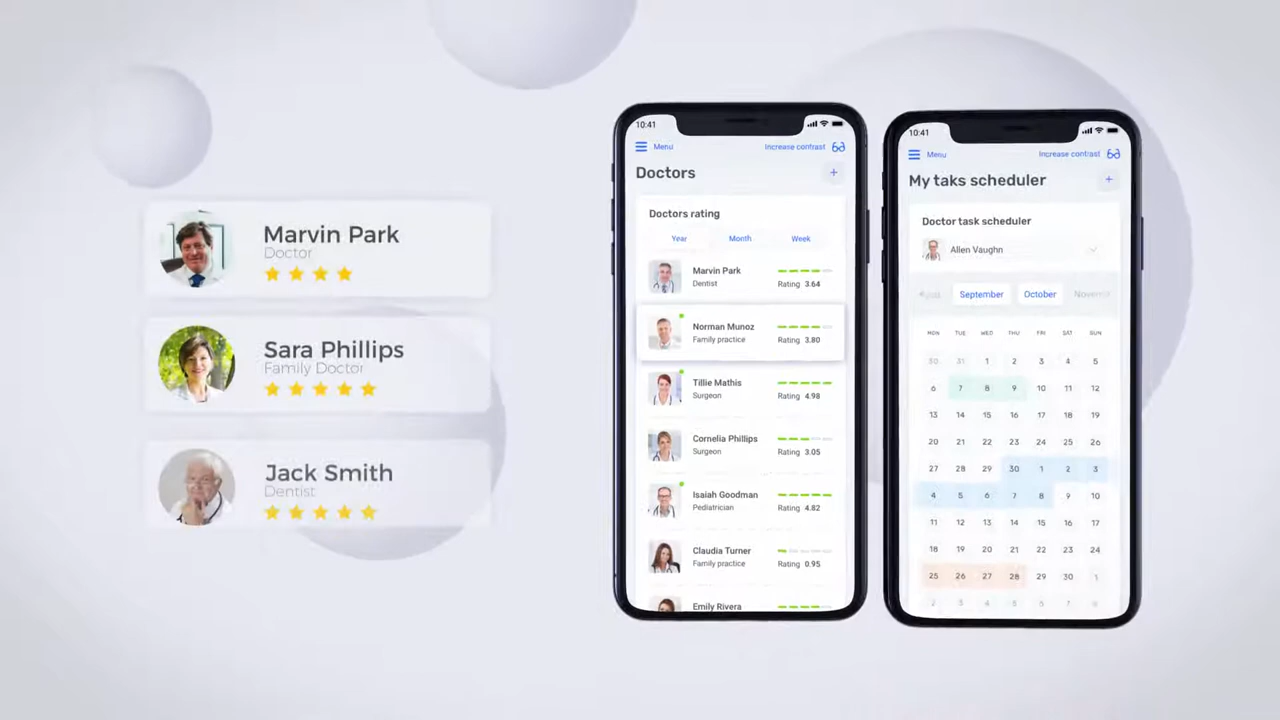 Marvin Park
Doctor
Sara Phillips
Family Doctor
Jack Smith
Dentist
10:41
Menu
Increase contrast
Doctors
+
Doctors rating
Year Month Week
Marvin Park
Dentist
Rating 3.64
Norman Munoz
Family practice
Rating 3.80
Tillie Mathis
Surgeon
Rating 4.98
Cornelia Phillips
Surgeon
Rating 3.05
Isaiah Goodman
Pediatrician
Rating 4.82
Claudia Turner
Family practice
Rating 0.95
Emily Rivera
10:41
Menu
Increase contrast
My taks scheduler
+
Doctor task scheduler
Allen Vaughn
September October
MON TUE WED THU FRI SAT SUN
30 31 1 2 3 4 5
6 7 8 9 10 11 12
13 14 15 16 17 18 19
20 21 22 23 24 25 26
27 28 29 30 1 2 3
4 5 6 7 8 9 10
11 12 13 14 15 16 17
18 19 20 21 22 23 24
25 26 27 28 29 30 1
2 3 4 5 6 7 8